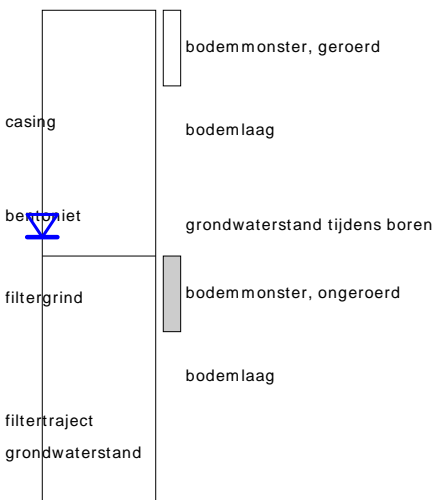 bodemmonster, geroerd
casing
bodemlaag
bentoniet
grondwaterstand tijdens boren
filtergrind
bodemmonster, ongeroerd
bodemlaag
filtertraject
grondwaterstand